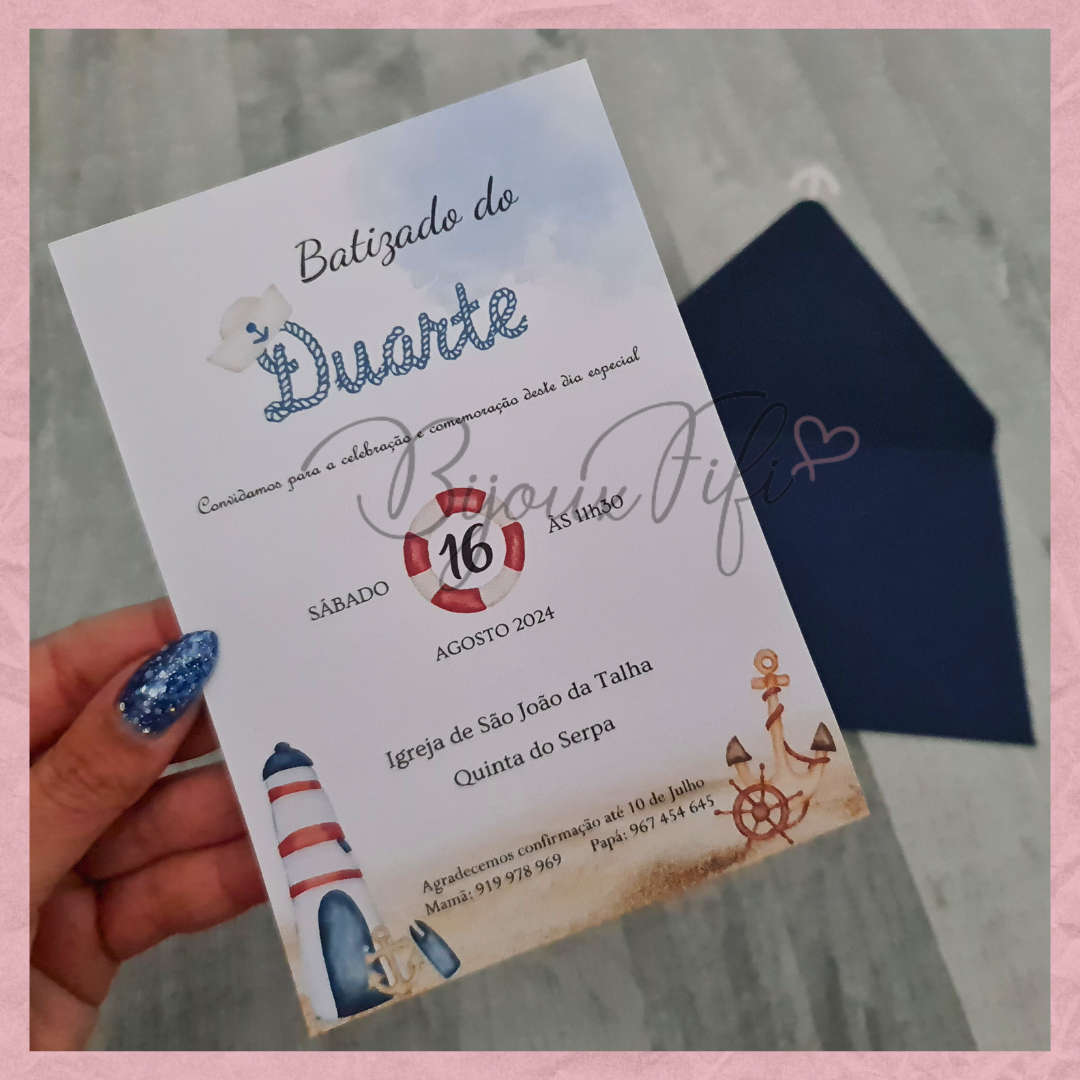 Batizado do
Duarte
Convidamos para a celebração e comemoração deste dia especial
Bijoux Fifi
SÁBADO 16 ÀS 11h30
AGOSTO 2024
Igreja de São João da Talha
Quinta do Serpa
Agradecemos confirmação até 10 de Julho
Mamã: 919 978 969 Papá: 967 454 645